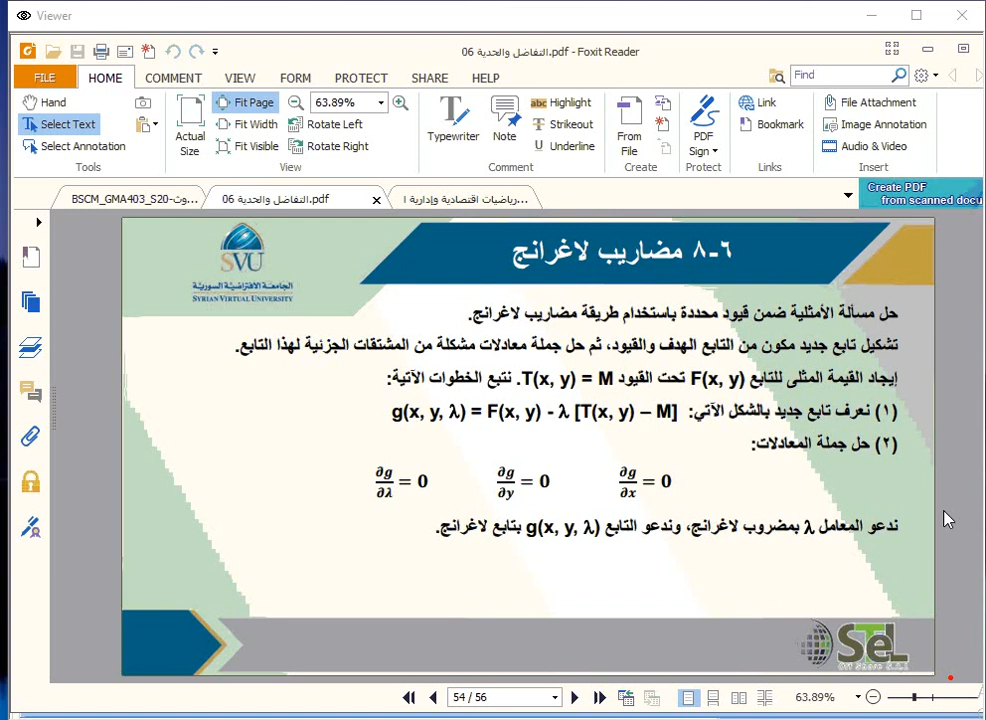 Viewer
التفاضل والحدية 06.pdf - Foxit Reader
FILE HOME COMMENT VIEW FORM PROTECT SHARE HELP Find
Hand
Select Text
Select Annotation
Tools
Actual Size
Fit Page
Fit Width
Fit Visible
63.89%
Rotate Left
Rotate Right
View
Typewriter
Note
Highlight
Strikeout
Underline
Comment
From File
Create
PDF Sign
Protect
Link
Bookmark
Links
File Attachment
Image Annotation
Audio & Video
Insert
BSCM_GMA403_S20-وث...
التفاضل والحدية 06.pdf
رياضيات اقتصادية وإدارية ا...
Create PDF
from scanned docu
SVU
الجامعة الافتراضية السورية
SYRIAN VIRTUAL UNIVERSITY
٦-٨ مضاريب لاغرانج
حل مسألة الأمثلية ضمن قيود محددة باستخدام طريقة مضاريب لاغرانج.
تشكيل تابع جديد مكون من التابع الهدف والقيود، ثم حل جملة معادلات مشكلة من المشتقات الجزئية لهذا التابع.
إيجاد القيمة المثلى للتابع F(x, y) تحت القيود T(x, y) = M. نتبع الخطوات الآتية:
(١) نعرف تابع جديد بالشكل الآتي: g(x, y, λ) = F(x, y) - λ [T(x, y) – M]
(٢) حل جملة المعادلات:
∂g/∂x = 0 ∂g/∂y = 0 ∂g/∂λ = 0
ندعو المعامل λ بمضروب لاغرانج، وندعو التابع g(x, y, λ) بتابع لاغرانج.
STeL
54 / 56
63.89%